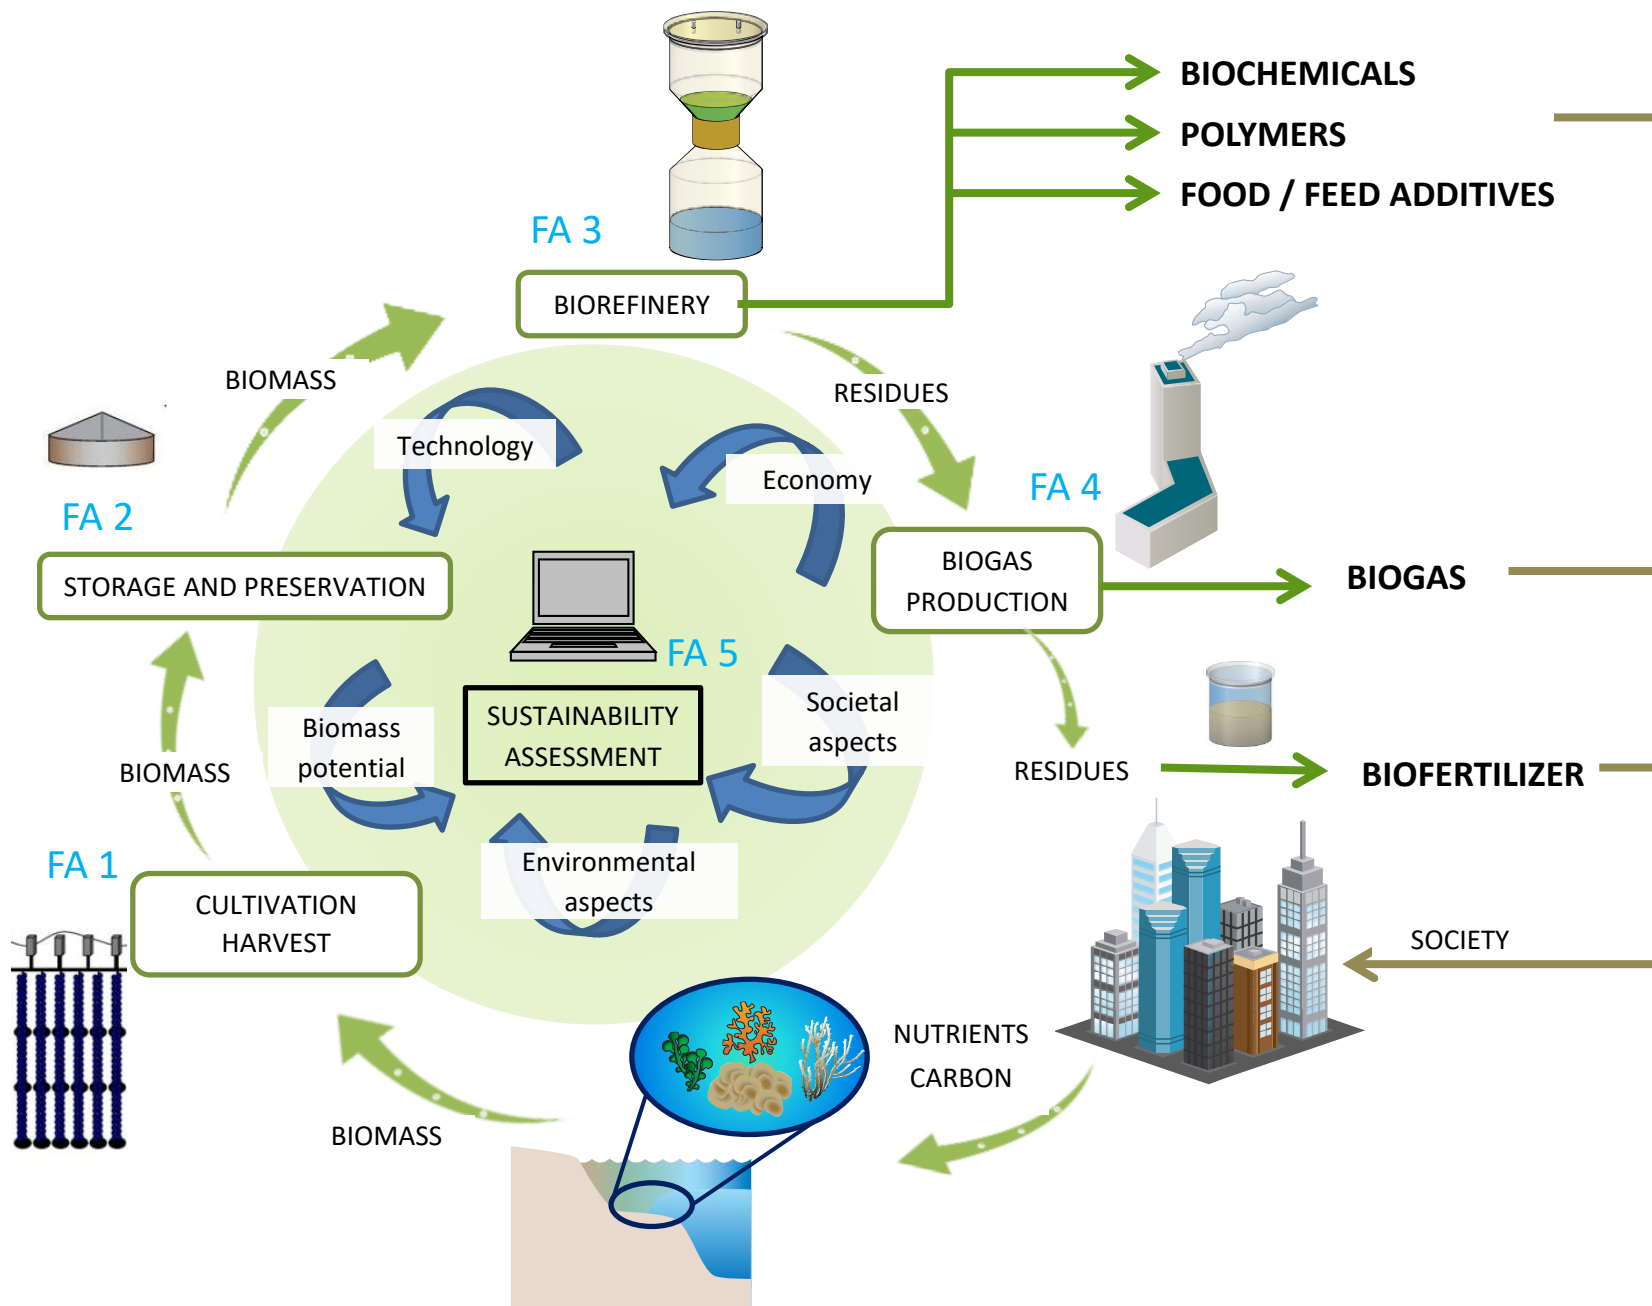 BIOCHEMICALS
POLYMERS
FOOD / FEED ADDITIVES
FA 3
BIOREFINERY
BIOMASS
RESIDUES
Technology
Economy
FA 2
FA 4
STORAGE AND PRESERVATION
BIOGAS
PRODUCTION
BIOGAS
FA 5
SUSTAINABILITY
ASSESSMENT
Biomass
potential
Societal
aspects
BIOMASS
RESIDUES
BIOFERTILIZER
FA 1
Environmental
aspects
CULTIVATION
HARVEST
SOCIETY
NUTRIENTS
CARBON
BIOMASS